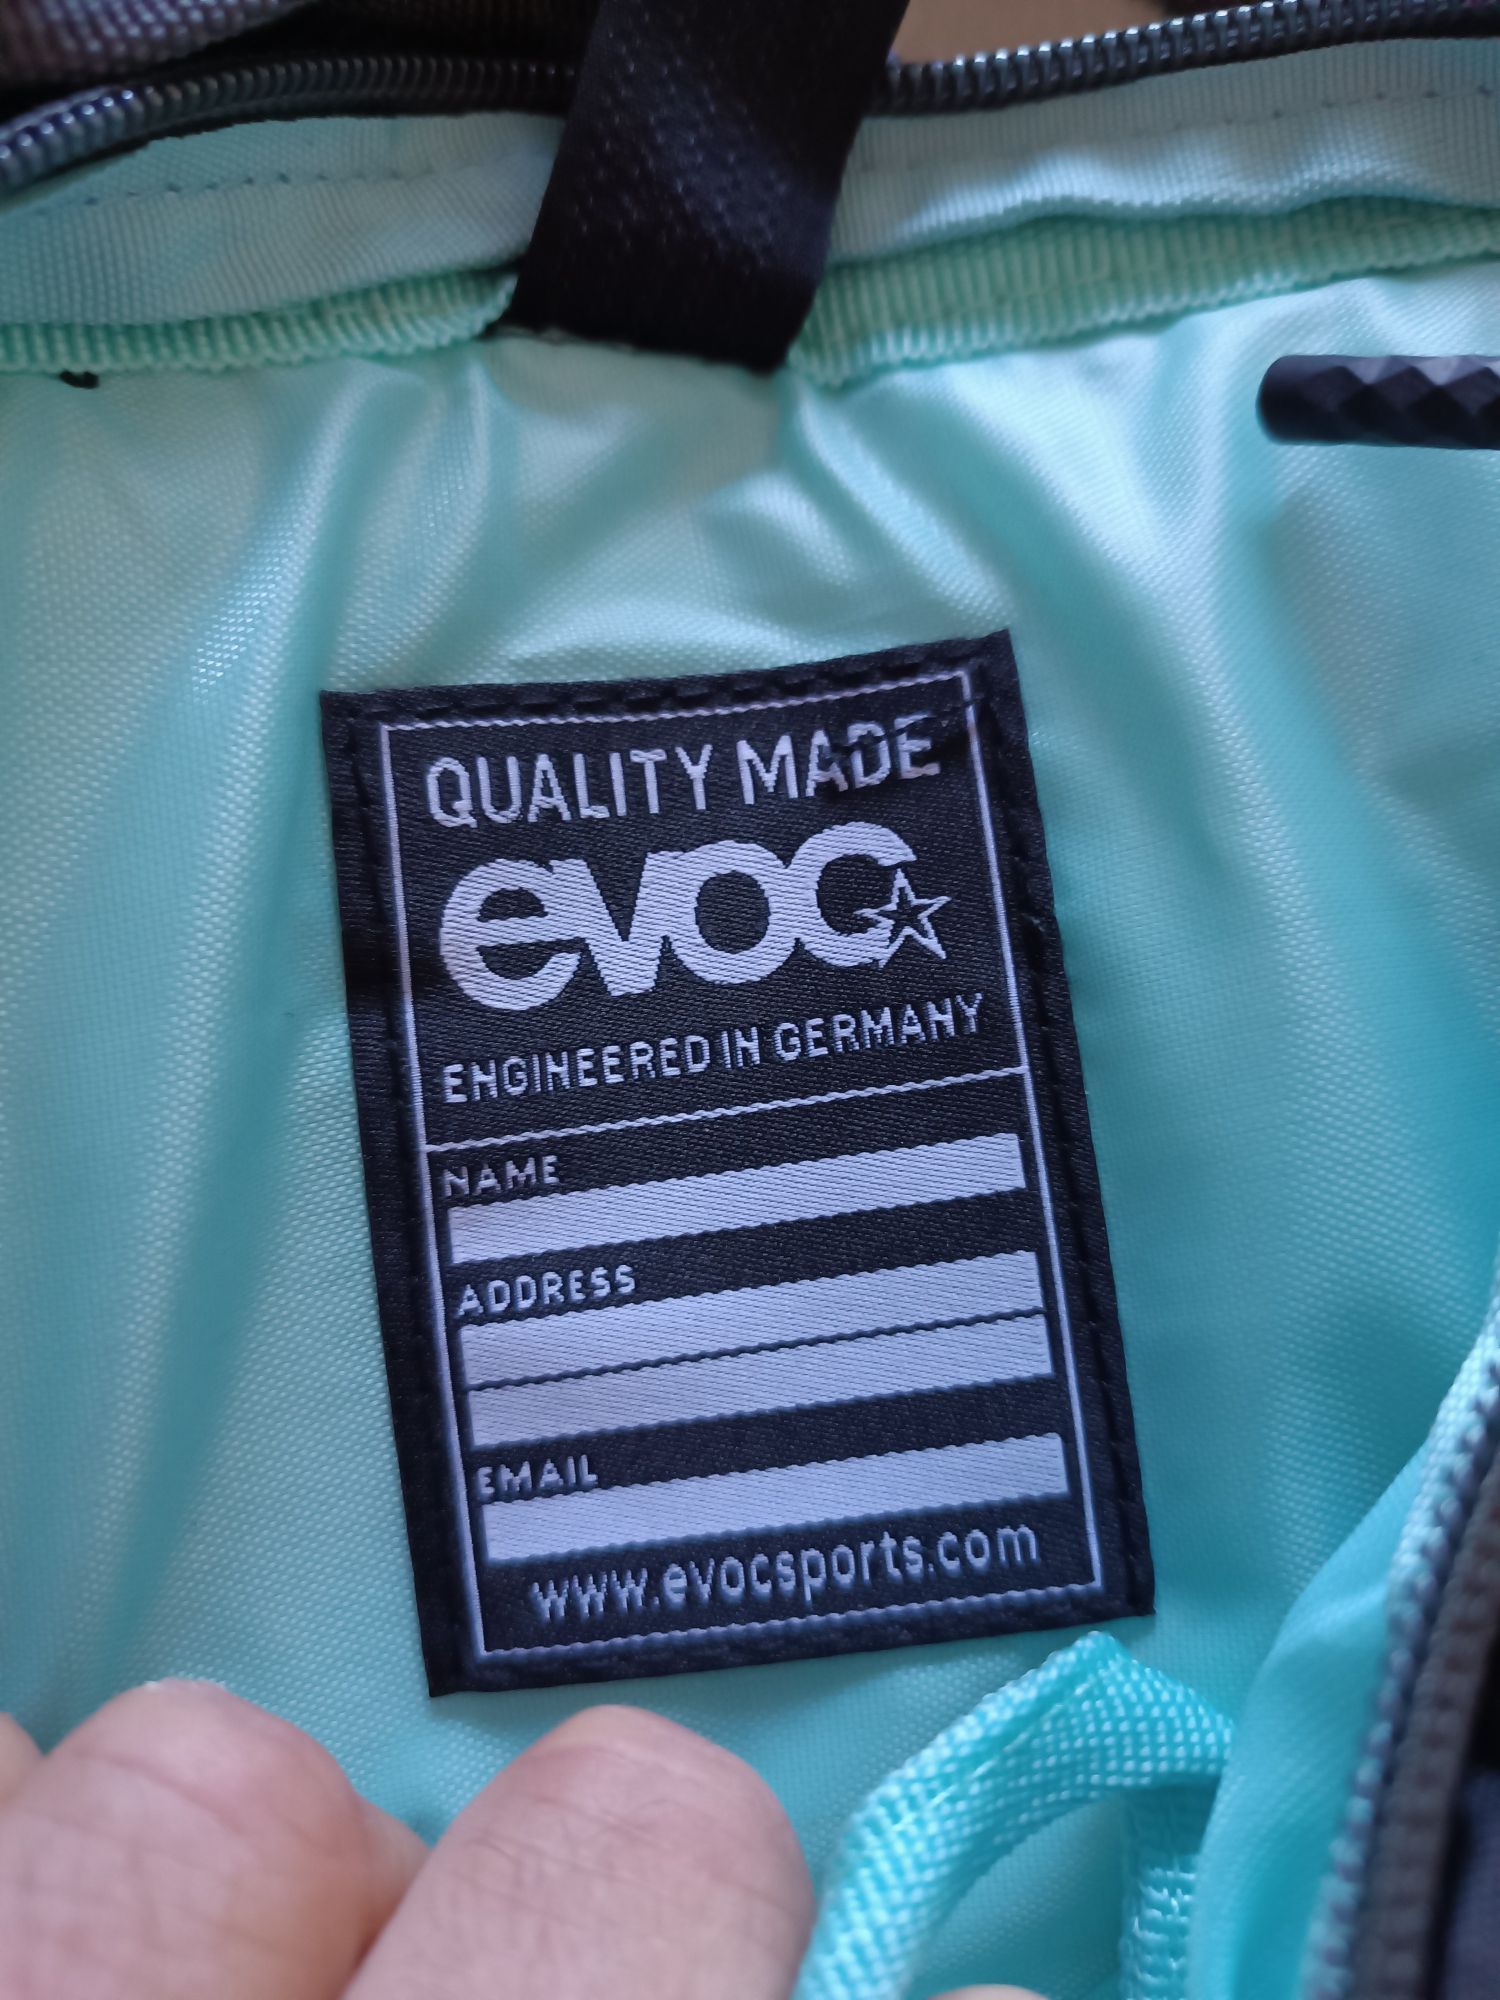 QUALITY MADE
evoc
ENGINEERED IN GERMANY
NAME
ADDRESS
EMAIL
www.evocsports.com